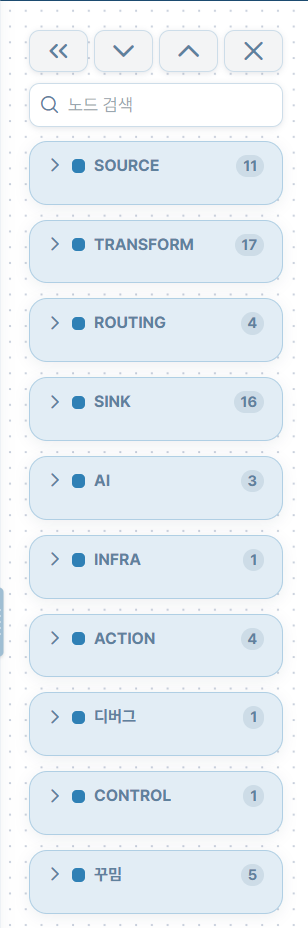 노드 검색
SOURCE 11
TRANSFORM 17
ROUTING 4
SINK 16
AI 3
INFRA 1
ACTION 4
디버그 1
CONTROL 1
꾸밈 5